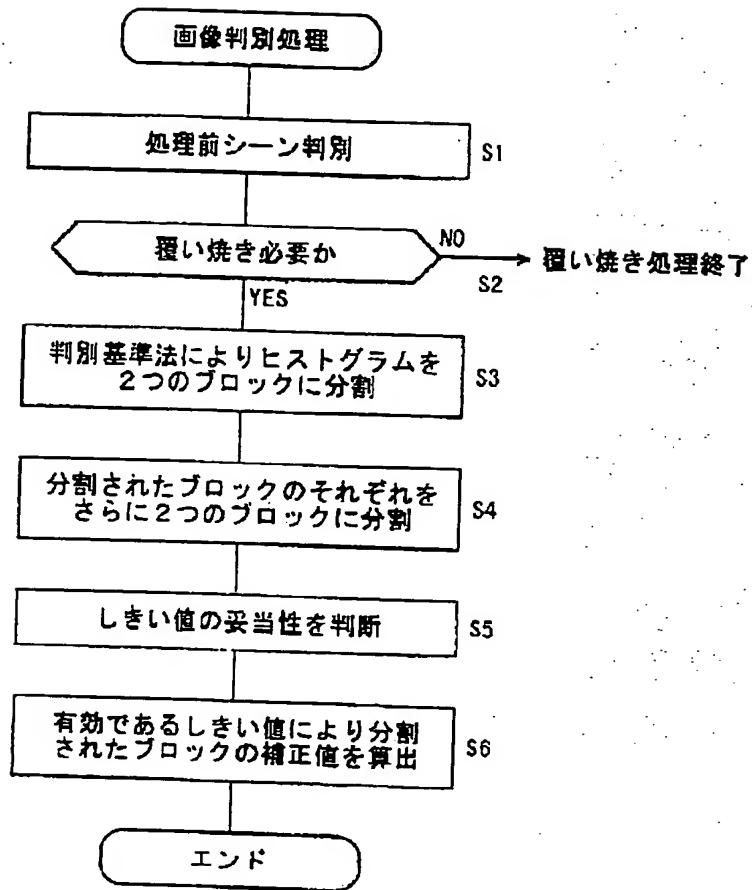 画像判別処理
処理前シーン判別
S1
覆い焼き必要か
NO
S2
覆い焼き処理終了
YES
判別基準法によりヒストグラムを
2つのブロックに分割
S3
分割されたブロックのそれぞれを
さらに2つのブロックに分割
S4
しきい値の妥当性を判断
S5
有効であるしきい値により分割
されたブロックの補正値を算出
S6
エンド